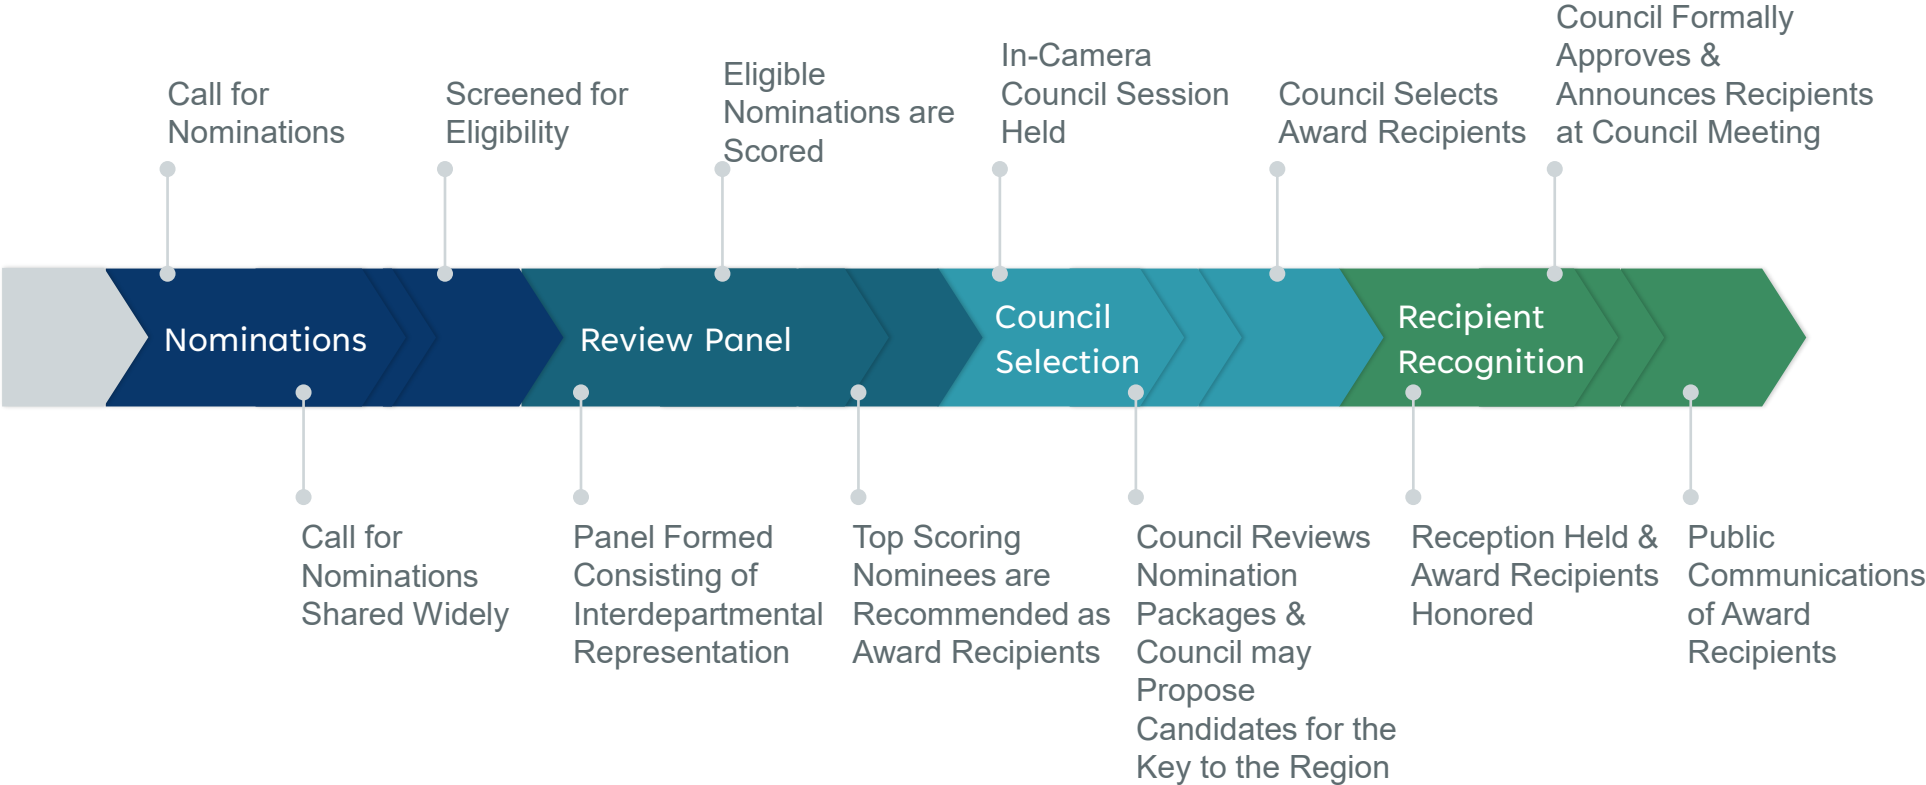 Call for
Nominations
Screened for
Eligibility
Eligible
Nominations are
Scored
In-Camera
Council Session
Held
Council Selects
Award Recipients
Council Formally
Approves &
Announces Recipients
at Council Meeting
Nominations
Review Panel
Council
Selection
Recipient
Recognition
Call for
Nominations
Shared Widely
Panel Formed
Consisting of
Interdepartmental
Representation
Top Scoring
Nominees are
Recommended as
Award Recipients
Council Reviews
Nomination
Packages &
Council may
Propose
Candidates for the
Key to the Region
Reception Held &
Award Recipients
Honored
Public
Communications
of Award
Recipients